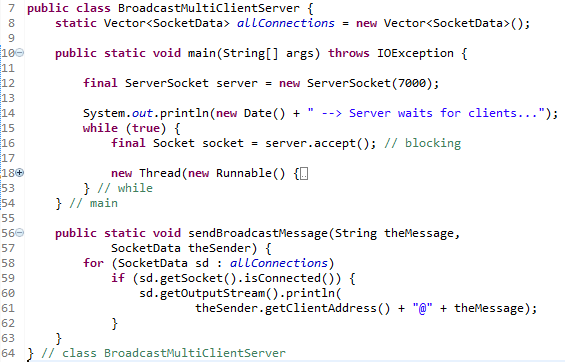 7 public class BroadcastMultiClientServer {
8     static Vector<SocketData> allConnections = new Vector<SocketData>();
9
10     public static void main(String[] args) throws IOException {
11
12         final ServerSocket server = new ServerSocket(7000);
13
14         System.out.println(new Date() + " --> Server waits for clients...");
15         while (true) {
16             final Socket socket = server.accept(); // blocking
17
18             new Thread(new Runnable() {
53         } // while
54     } // main
55
56     public static void sendBroadcastMessage(String theMessage,
57             SocketData theSender) {
58         for (SocketData sd : allConnections)
59             if (sd.getSocket().isConnected()) {
60                 sd.getOutputStream().println(
61                         theSender.getClientAddress() + "@" + theMessage);
62             }
63     }
64 } // class BroadcastMultiClientServer